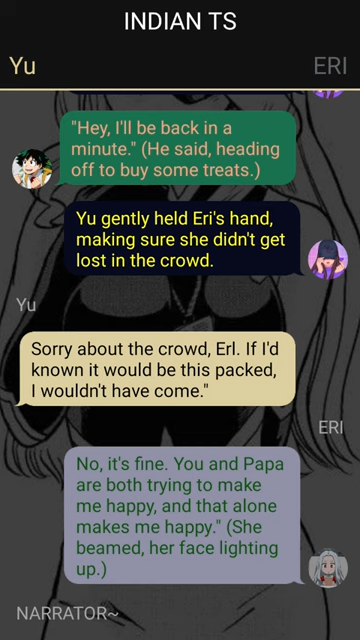 INDIAN TS
Yu
ERI
"Hey, I'll be back in a
minute." (He said, heading
off to buy some treats.)
Yu gently held Eri's hand,
making sure she didn't get
lost in the crowd.
Yu
Sorry about the crowd, Erl. If I'd
known it would be this packed,
I wouldn't have come."
ERI
No, it's fine. You and Papa
are both trying to make
me happy, and that alone
makes me happy." (She
beamed, her face lighting
up.)
NARRATOR~